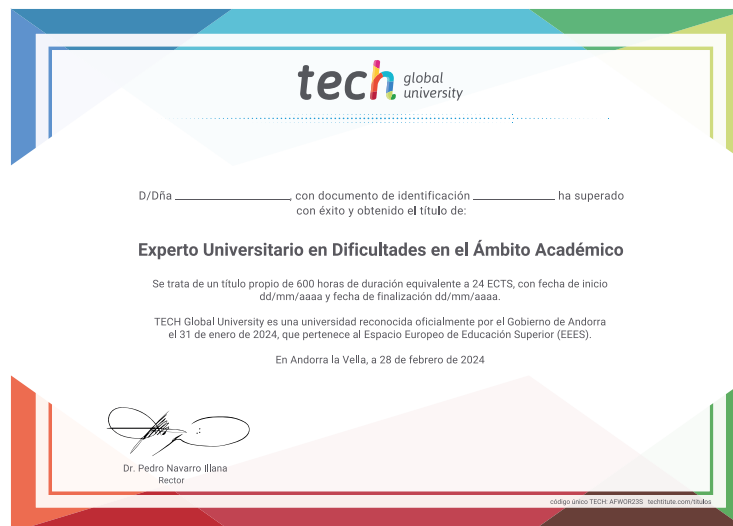 tech global
university
D/Dña ____________________, con documento de identificación ______________ ha superado
con éxito y obtenido el título de:
Experto Universitario en Dificultades en el Ámbito Académico
Se trata de un título propio de 600 horas de duración equivalente a 24 ECTS, con fecha de inicio
dd/mm/aaaa y fecha de finalización dd/mm/aaaa.
TECH Global University es una universidad reconocida oficialmente por el Gobierno de Andorra
el 31 de enero de 2024, que pertenece al Espacio Europeo de Educación Superior (EEES).
En Andorra la Vella, a 28 de febrero de 2024
Dr. Pedro Navarro Illana
Rector
código único TECH: AFWOR23S techtitute.com/titulos